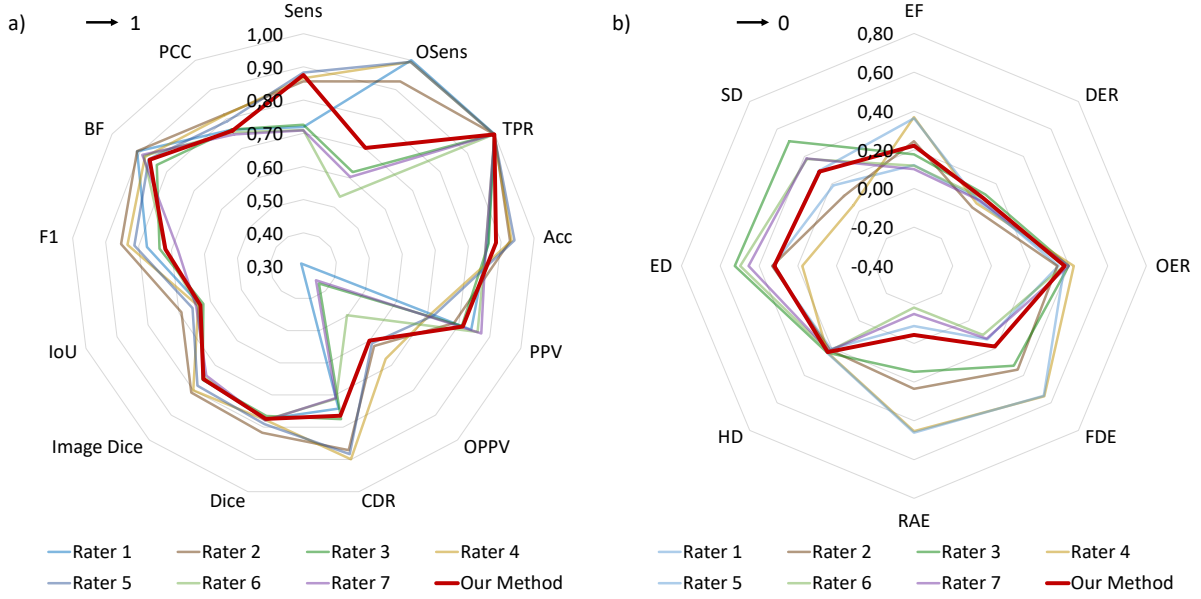 a)
→ 1
Sens
OSens
TPR
Acc
PPV
OPPV
CDR
Dice
Image Dice
IoU
F1
BF
PCC
1,00
0,90
0,80
0,70
0,60
0,50
0,40
0,30
Rater 1
Rater 2
Rater 3
Rater 4
Rater 5
Rater 6
Rater 7
Our Method
b)
→ 0
EF
DER
OER
FDE
RAE
HD
ED
SD
0,80
0,60
0,40
0,20
0,00
-0,20
-0,40
Rater 1
Rater 2
Rater 3
Rater 4
Rater 5
Rater 6
Rater 7
Our Method